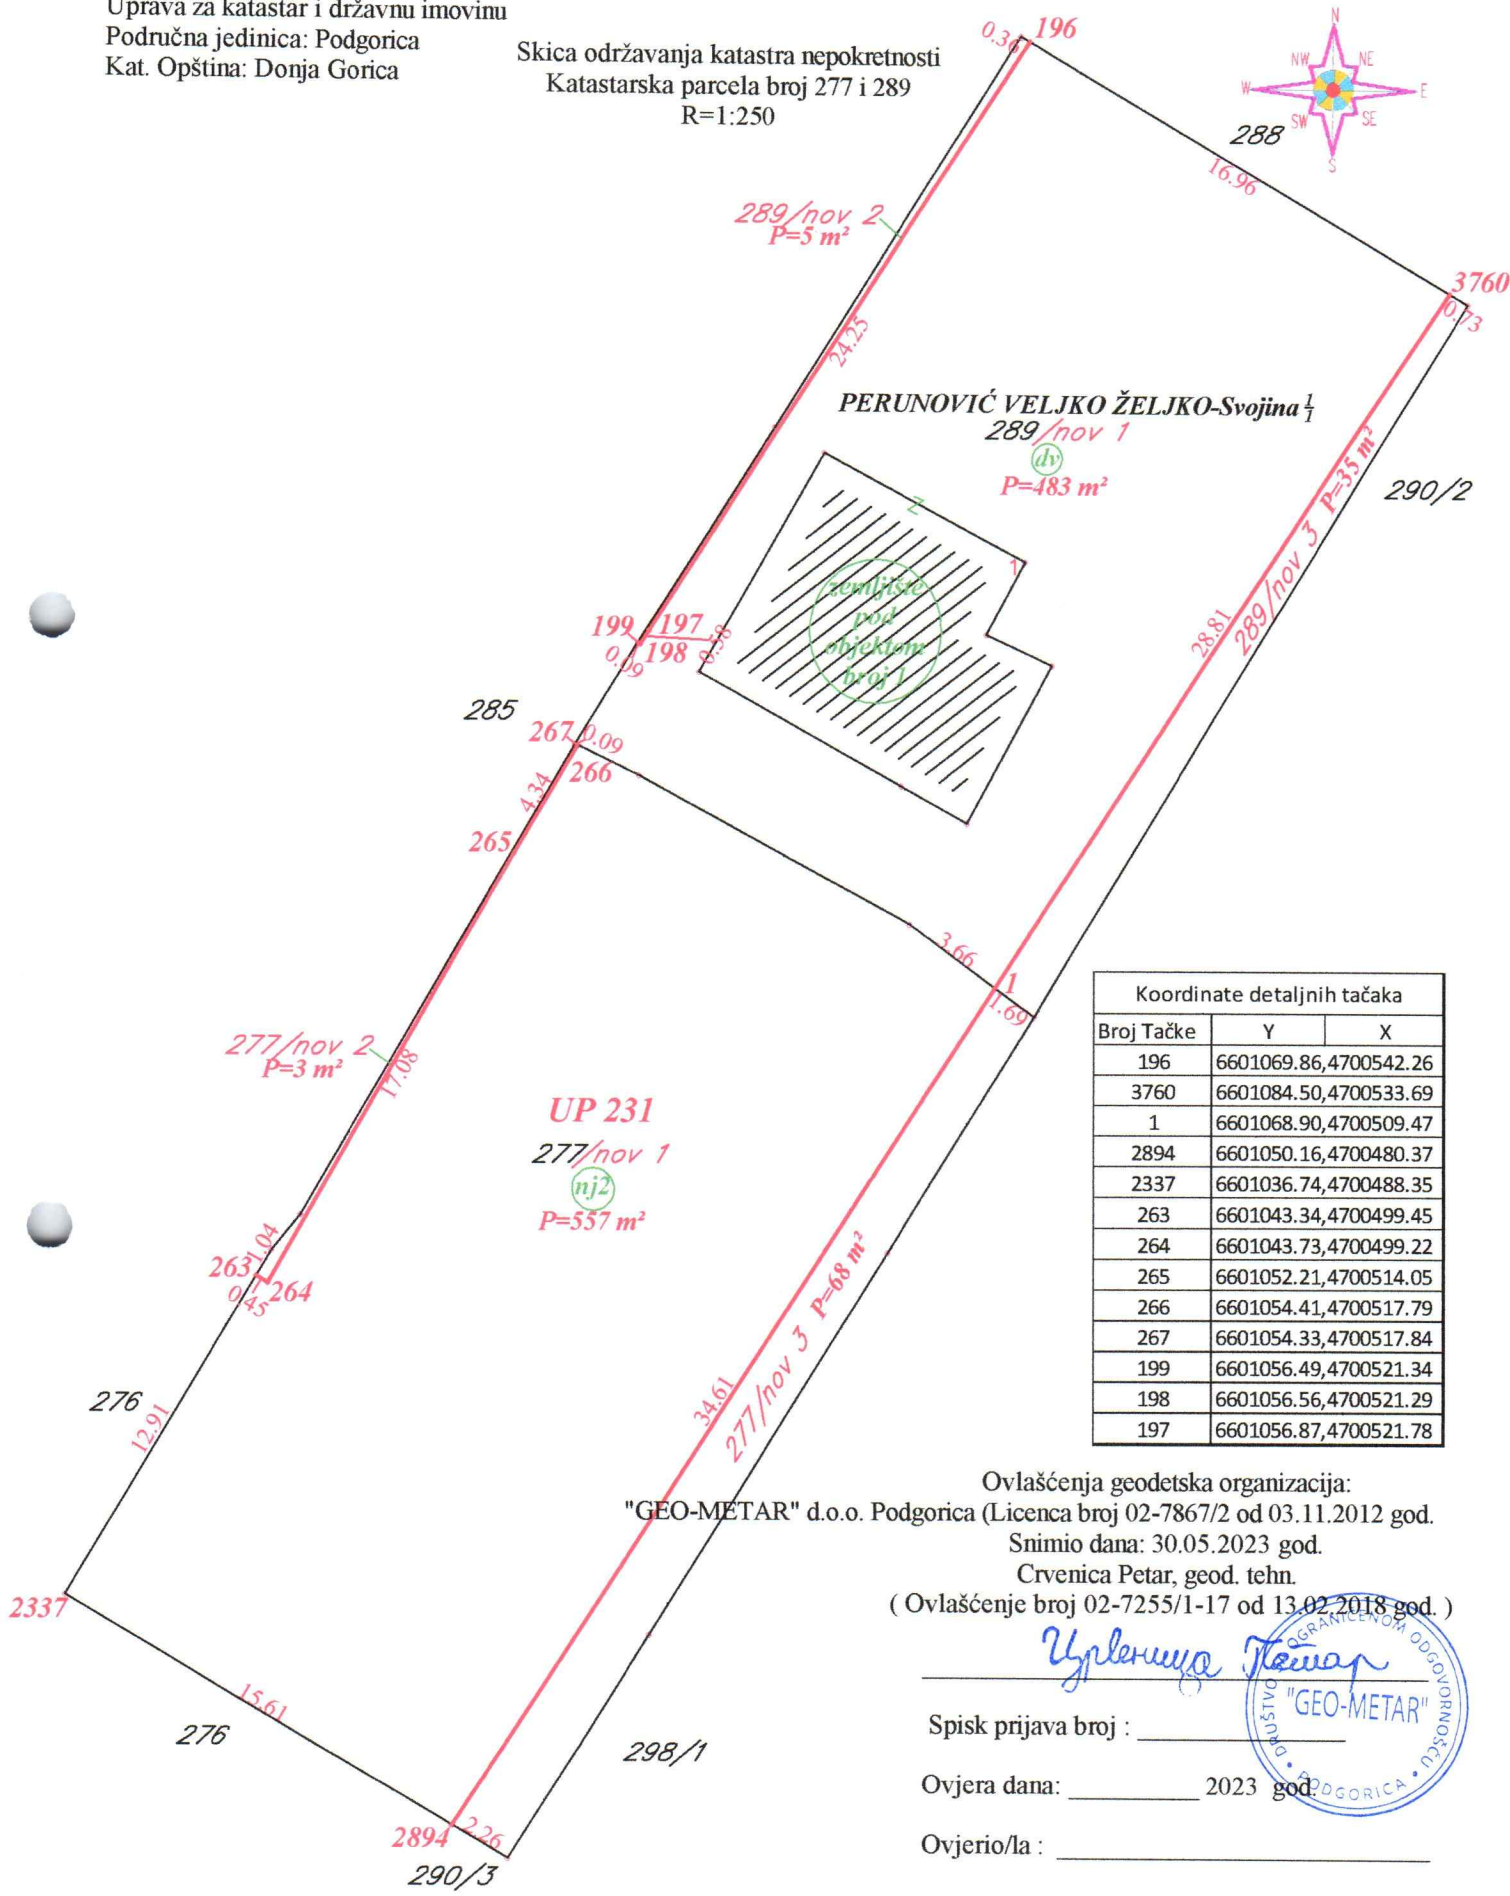 Uprava za katastar i državnu imovinu
Područna jedinica: Podgorica
Kat. Opština: Donja Gorica
Skica održavanja katastra nepokretnosti
Katastarska parcela broj 277 i 289
R=1:250
N
NW
NE
W
E
SW
SE
S
0.36
196
288
16.96
289/nov 2
P=5 m²
3760
0.73
24.25
PERUNOVIĆ VELJKO ŽELJKO-Svojina 1/1
289/nov 1
dv
P=483 m²
290/2
289/nov 3 P=35 m²
28.81
Z
1
zemljište
pod
objektom
broj 1
199
197
198
0.58
0.09
285
267
0.09
266
4.34
265
3.66
1
1.69
277/nov 2
P=3 m²
17.08
UP 231
277/nov 1
nj2
P=557 m²
1.04
263
264
0.45
277/nov 3 P=68 m²
34.61
276
12.91
2337
15.61
276
298/1
2894
2.26
290/3
Koordinate detaljnih tačaka
Broj Tačke Y X
196 6601069.86,4700542.26
3760 6601084.50,4700533.69
1 6601068.90,4700509.47
2894 6601050.16,4700480.37
2337 6601036.74,4700488.35
263 6601043.34,4700499.45
264 6601043.73,4700499.22
265 6601052.21,4700514.05
266 6601054.41,4700517.79
267 6601054.33,4700517.84
199 6601056.49,4700521.34
198 6601056.56,4700521.29
197 6601056.87,4700521.78
Ovlašćenja geodetska organizacija:
"GEO-METAR" d.o.o. Podgorica (Licenca broj 02-7867/2 od 03.11.2012 god.
Snimio dana: 30.05.2023 god.
Crvenica Petar, geod. tehn.
( Ovlašćenje broj 02-7255/1-17 od 13.02.2018 god. )
Црвеница Петар
DRUŠTVO OGRANIČENOM ODGOVORNOŠĆU
"GEO-METAR"
PODGORICA
Spisk prijava broj :
Ovjera dana: 2023 god.
Ovjerio/la :